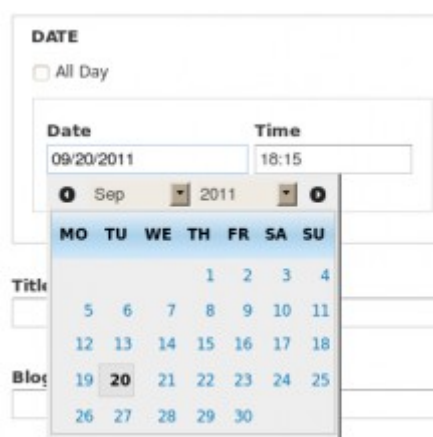 DATE
All Day
Date Time
09/20/2011 18:15
Sep 2011
MO TU WE TH FR SA SU
1 2 3 4
Title
5 6 7 8 9 10 11
12 13 14 15 16 17 18
Blog 19 20 21 22 23 24 25
26 27 28 29 30